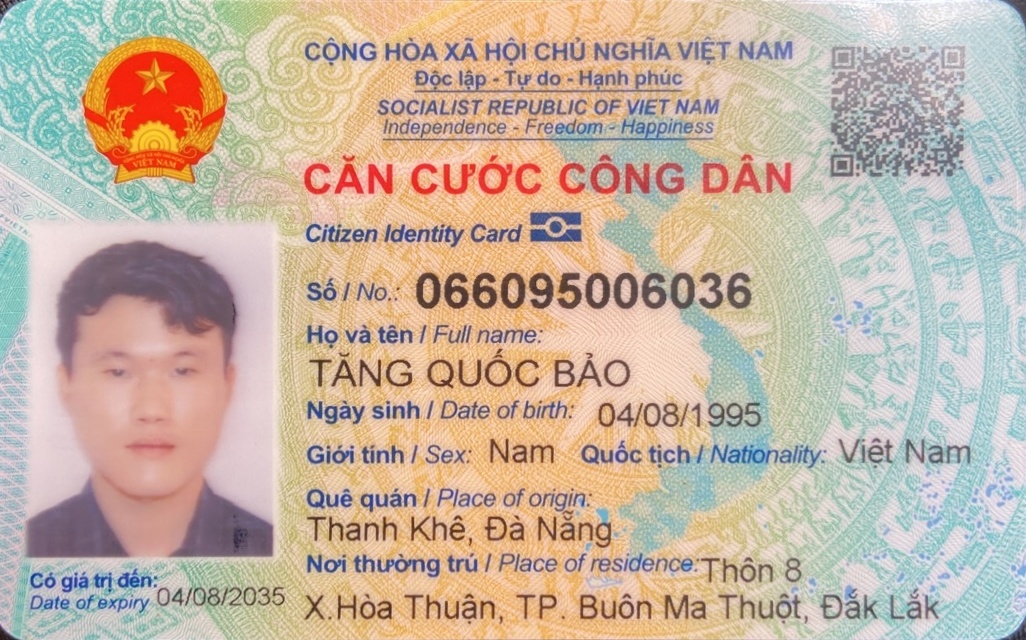 CỘNG HÒA XÃ HỘI CHỦ NGHĨA VIỆT NAM
Độc lập - Tự do - Hạnh phúc
SOCIALIST REPUBLIC OF VIET NAM
Independence - Freedom - Happiness
CĂN CƯỚC CÔNG DÂN
Citizen Identity Card
Số / No.: 066095006036
Họ và tên / Full name:
TĂNG QUỐC BẢO
Ngày sinh / Date of birth: 04/08/1995
Giới tính / Sex: Nam Quốc tịch / Nationality: Việt Nam
Quê quán / Place of origin:
Thanh Khê, Đà Nẵng
Nơi thường trú / Place of residence: Thôn 8
X.Hòa Thuận, TP. Buôn Ma Thuột, Đắk Lắk
Có giá trị đến:
Date of expiry 04/08/2035
VIỆT NAM